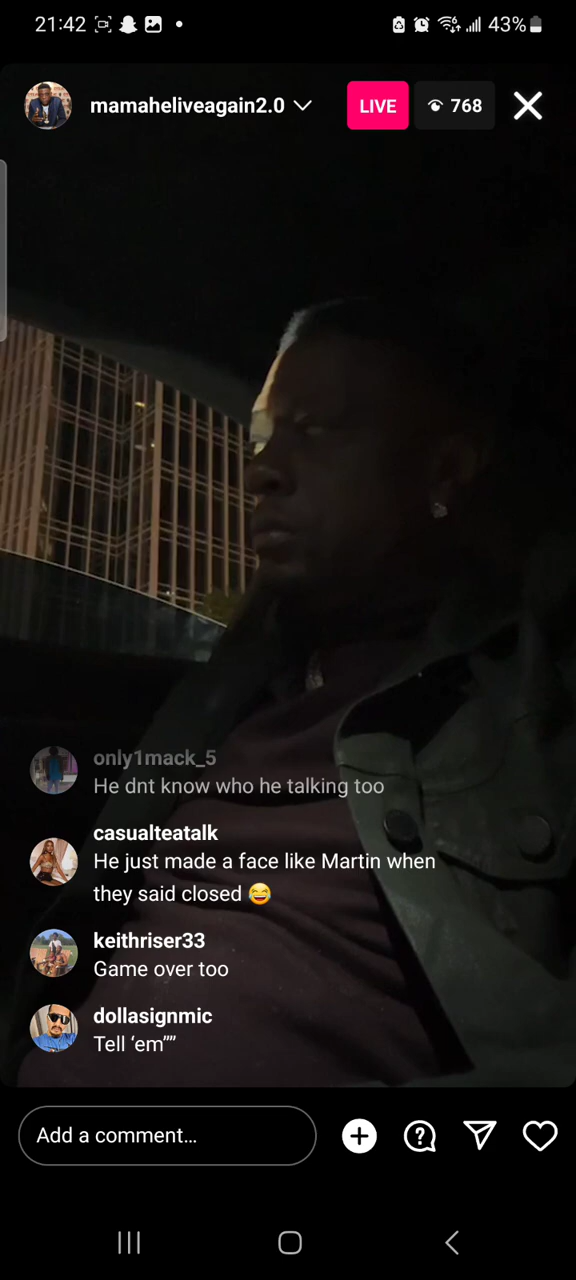 21:42
43%
mamaheliveagain2.0
LIVE
768
only1mack_5
He dnt know who he talking too
casualteatalk
He just made a face like Martin when
they said closed 😂
keithriser33
Game over too
dollasignmic
Tell ‘em””
Add a comment...